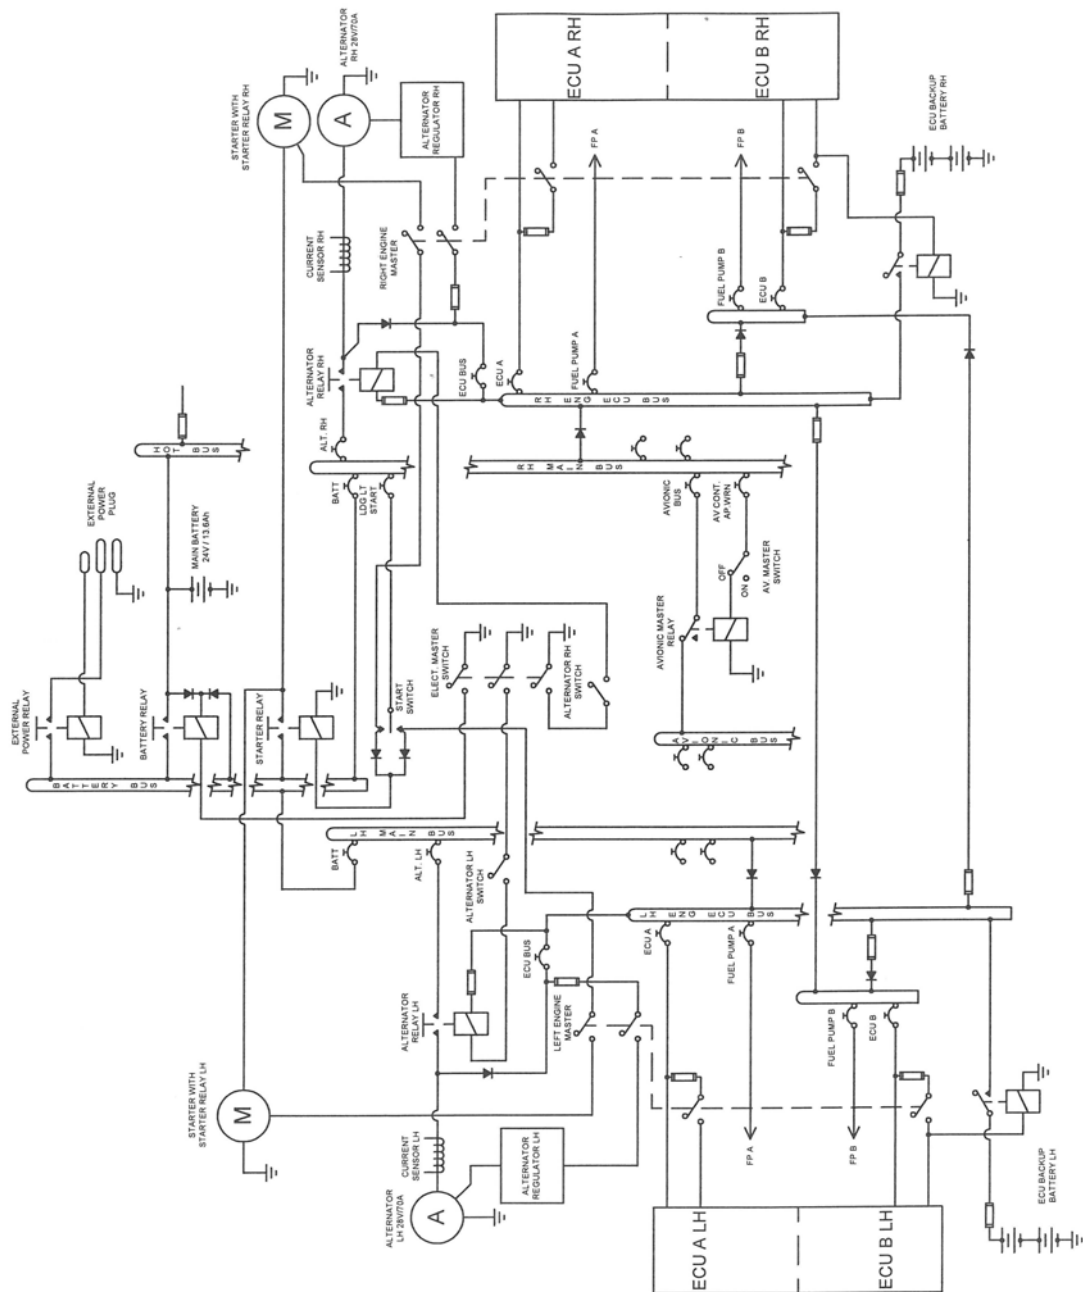 ALTERNATOR
RH 28V/70A
STARTER WITH
STARTER RELAY RH
M
A
ALTERNATOR
REGULATOR RH
ECU A RH
ECU B RH
ECU BACKUP
BATTERY RH
FP A
FP B
CURRENT
SENSOR RH
RIGHT ENGINE
MASTER
FUEL PUMP B
ECU B
ALTERNATOR
RELAY RH
ECU BUS
ECU A
FUEL PUMP A
RH ENG ECU BUS
ALT. RH
HOT BUS
RH MAIN BUS
BATT
LDG LT
START
AVIONIC
BUS
AV CONT.
AP.WRN
EXTERNAL
POWER
PLUG
MAIN BATTERY
24V / 13.6Ah
OFF
ON
AV. MASTER
SWITCH
AVIONIC MASTER
RELAY
ELECT. MASTER
SWITCH
ALTERNATOR RH
SWITCH
START
SWITCH
EXTERNAL
POWER RELAY
BATTERY RELAY
STARTER RELAY
AVIONIC BUS
BATTERY BUS
LH MAIN BUS
BATT
ALT. LH
ALTERNATOR LH
SWITCH
LH ENG ECU BUS
ECU BUS
ECU A
FUEL PUMP A
ALTERNATOR
RELAY LH
LEFT ENGINE
MASTER
FUEL PUMP B
ECU B
STARTER WITH
STARTER RELAY LH
M
CURRENT
SENSOR LH
ALTERNATOR
REGULATOR LH
FP A
FP B
ALTERNATOR
LH 28V/70A
A
ECU A LH
ECU B LH
ECU BACKUP
BATTERY LH